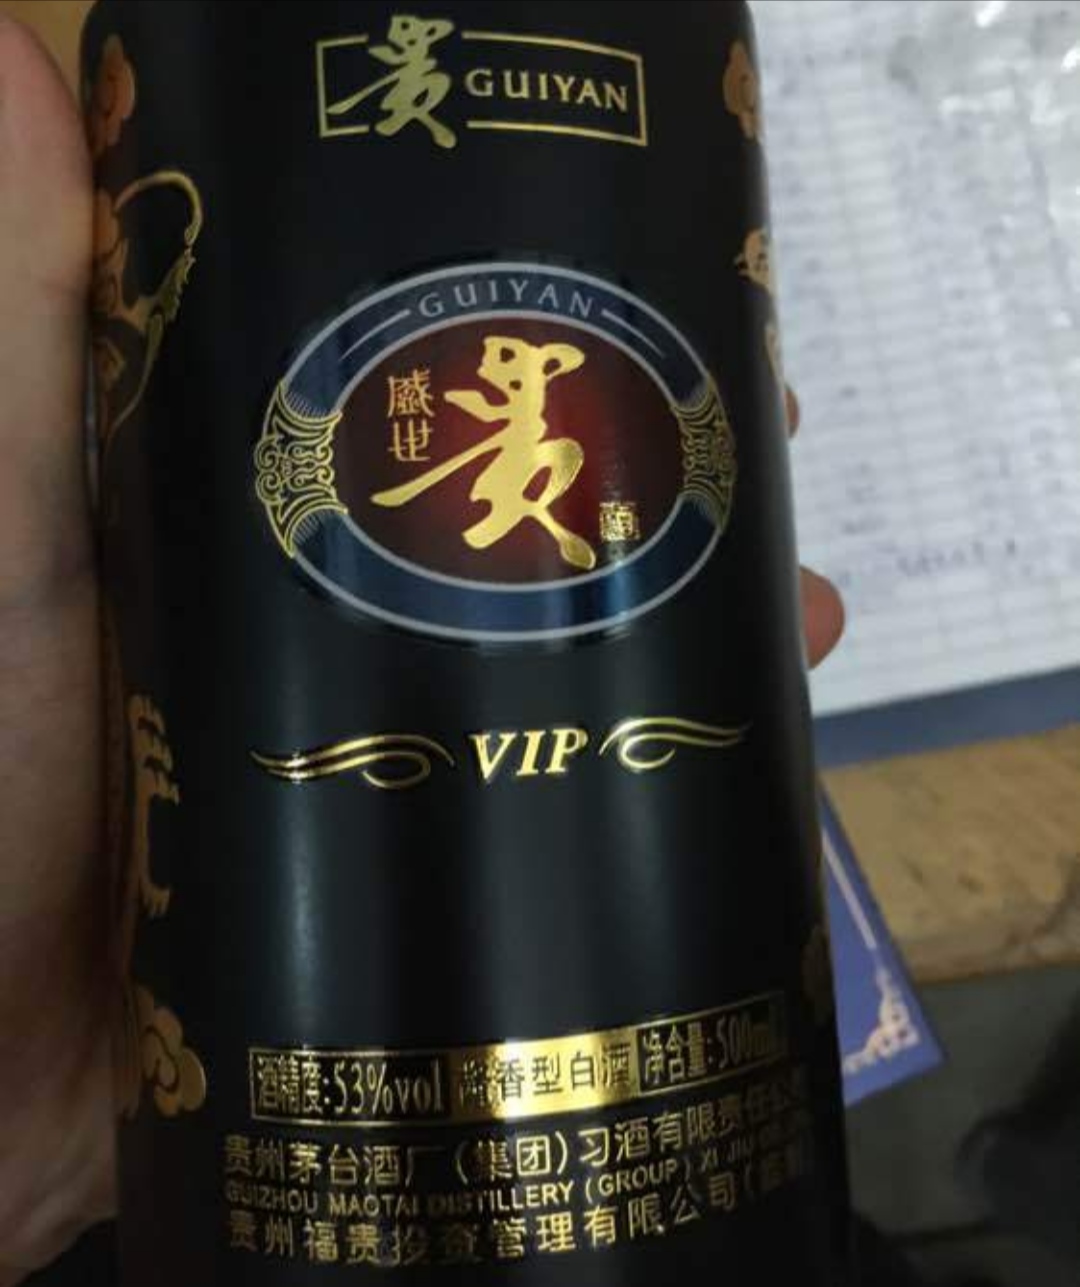 贵 GUIYAN
GUIYAN
盛世
贵
VIP
酒精度:53%vol 酱香型白酒 净含量:500ml
贵州茅台酒厂(集团)习酒有限责任公司
GUIZHOU MAOTAI DISTILLERY (GROUP) XI JIU
贵州福贵投资管理有限公司